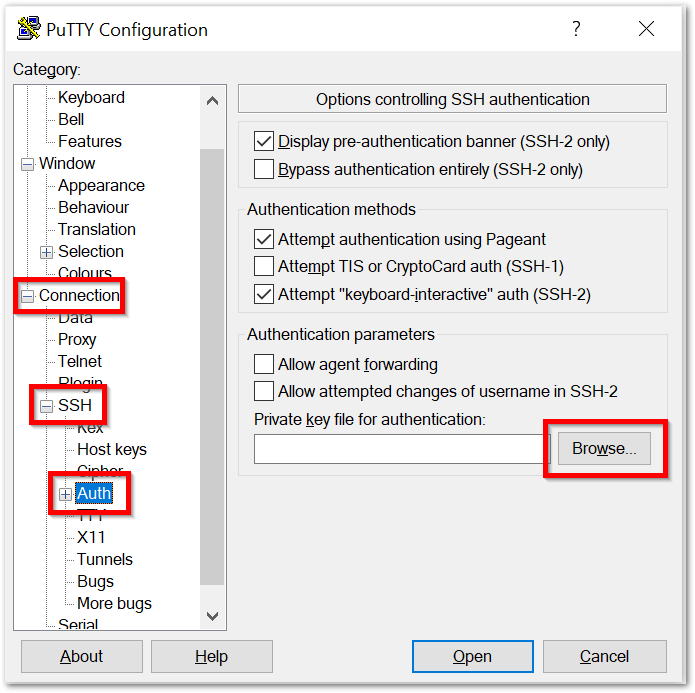 PuTTY Configuration
?
Category:
Keyboard
Bell
Features
Window
Appearance
Behaviour
Translation
Selection
Colours
Connection
Data
Proxy
Telnet
Rlogin
SSH
Kex
Host keys
Cipher
Auth
TTY
X11
Tunnels
Bugs
More bugs
Serial
Options controlling SSH authentication
Display pre-authentication banner (SSH-2 only)
Bypass authentication entirely (SSH-2 only)
Authentication methods
Attempt authentication using Pageant
Attempt TIS or CryptoCard auth (SSH-1)
Attempt "keyboard-interactive" auth (SSH-2)
Authentication parameters
Allow agent forwarding
Allow attempted changes of username in SSH-2
Private key file for authentication:
Browse...
About
Help
Open
Cancel